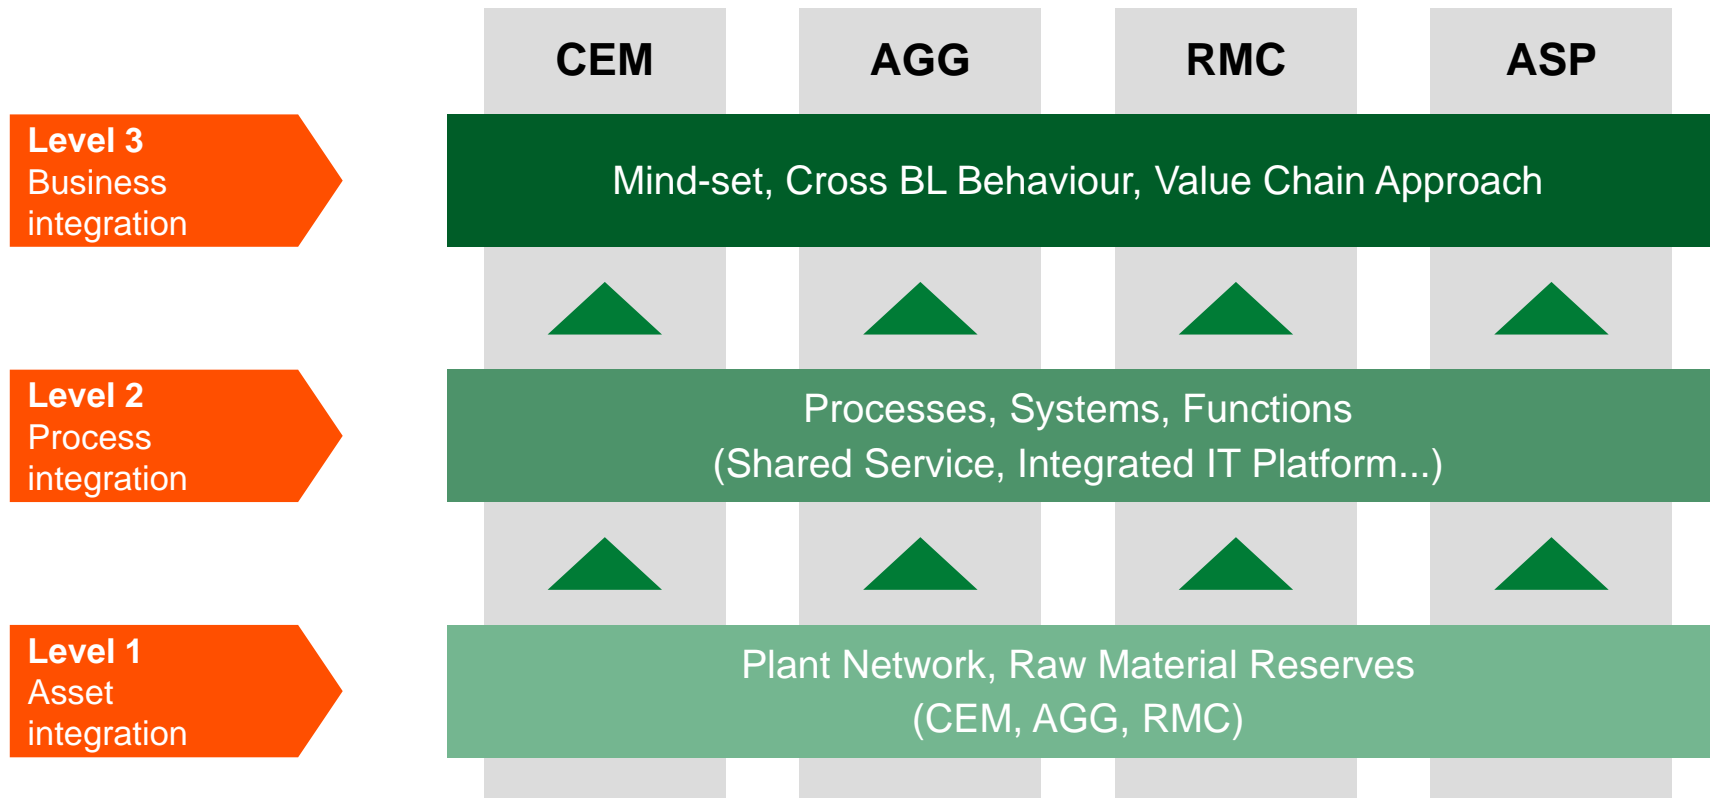 CEM
AGG
RMC
ASP
Level 3
Business
integration
Mind-set, Cross BL Behaviour, Value Chain Approach
Level 2
Process
integration
Processes, Systems, Functions
(Shared Service, Integrated IT Platform...)
Level 1
Asset
integration
Plant Network, Raw Material Reserves
(CEM, AGG, RMC)